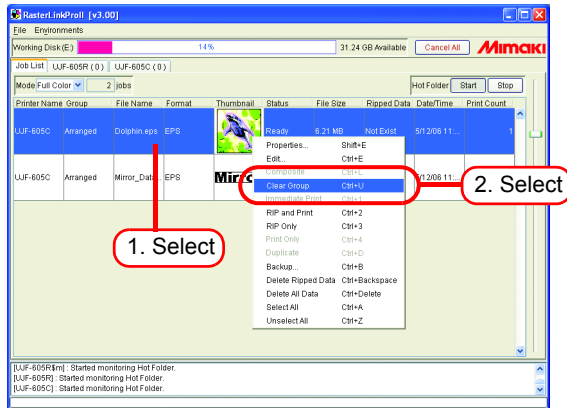 RasterLinkProII [v3.00]
File Environments
Working Disk (E:) 14% 31.24 GB Available Cancel All Mimaki
Job List UJF-605R ( 0 ) UJF-605C ( 0 )
Mode Full Color 2 jobs Hot Folder Start Stop
Printer Name Group File Name Format Thumbnail Status File Size Ripped Data Date/Time Print Count
UJF-605C Arranged Dolphin.eps EPS Ready 6.21 MB Not Exist 5/12/06 11:... 1
Properties... Shift+E
Edit... Ctrl+E
Composite Ctrl+L
UJF-605C Arranged Mirror_Data... EPS Mirro 5/12/06 11:...
Clear Group Ctrl+U
2. Select
Immediate Print Ctrl+1
RIP and Print Ctrl+2
RIP Only Ctrl+3
1. Select
Print Only Ctrl+4
Duplicate Ctrl+D
Backup... Ctrl+B
Delete Ripped Data Ctrl+Backspace
Delete All Data Ctrl+Delete
Select All Ctrl+A
Unselect All Ctrl+Z
[UJF-605R$m] : Started monitoring Hot Folder.
[UJF-605R] : Started monitoring Hot Folder.
[UJF-605C] : Started monitoring Hot Folder.